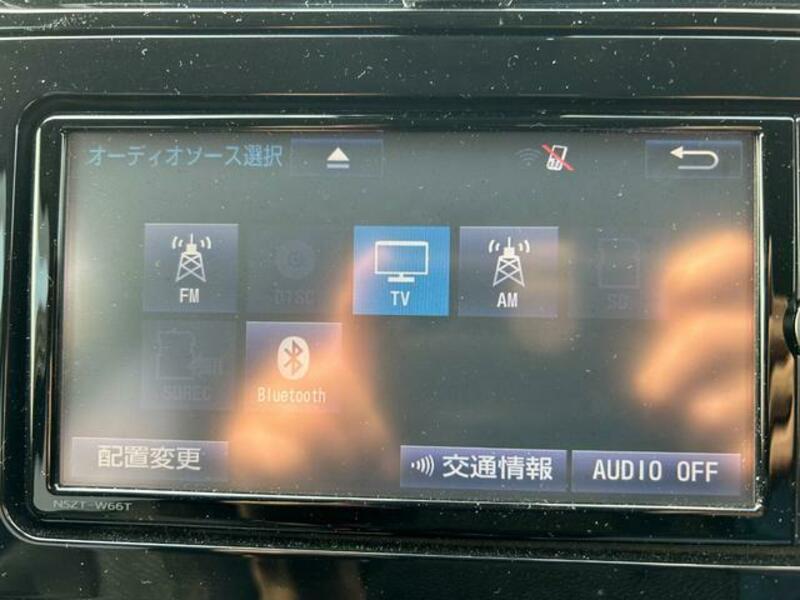 オーディオソース選択
FM
DISC
TV
AM
SD
SDREC
Bluetooth
配置変更
交通情報
AUDIO OFF
NSZT-W66T